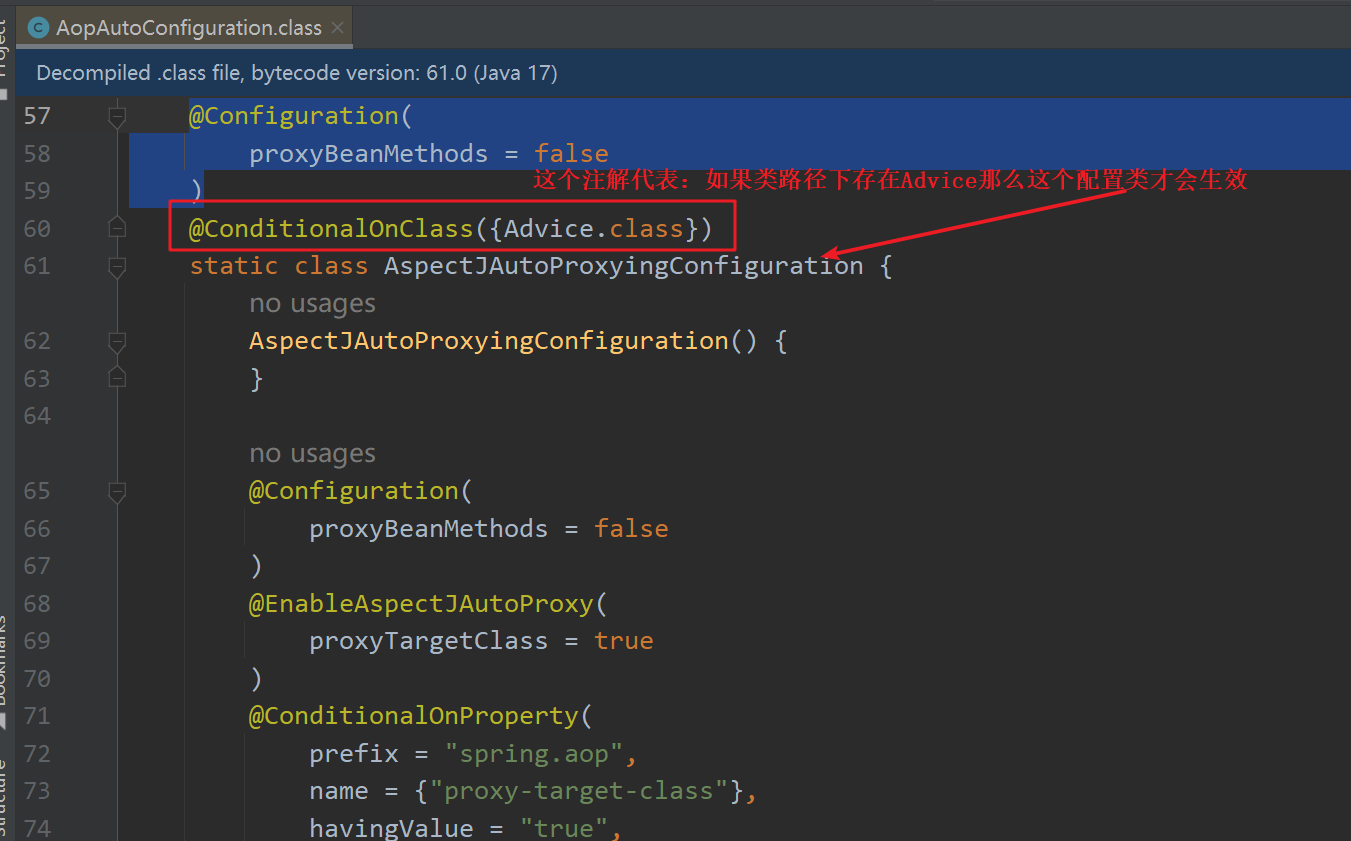 AopAutoConfiguration.class
Decompiled .class file, bytecode version: 61.0 (Java 17)
57 @Configuration(
58 proxyBeanMethods = false
这个注解代表：如果类路径下存在Advice那么这个配置类才会生效
59 )
60 @ConditionalOnClass({Advice.class})
61 static class AspectJAutoProxyingConfiguration {
no usages
62 AspectJAutoProxyingConfiguration() {
63 }
64
no usages
65 @Configuration(
66 proxyBeanMethods = false
67 )
68 @EnableAspectJAutoProxy(
69 proxyTargetClass = true
70 )
71 @ConditionalOnProperty(
72 prefix = "spring.aop",
73 name = {"proxy-target-class"},
74 havingValue = "true",